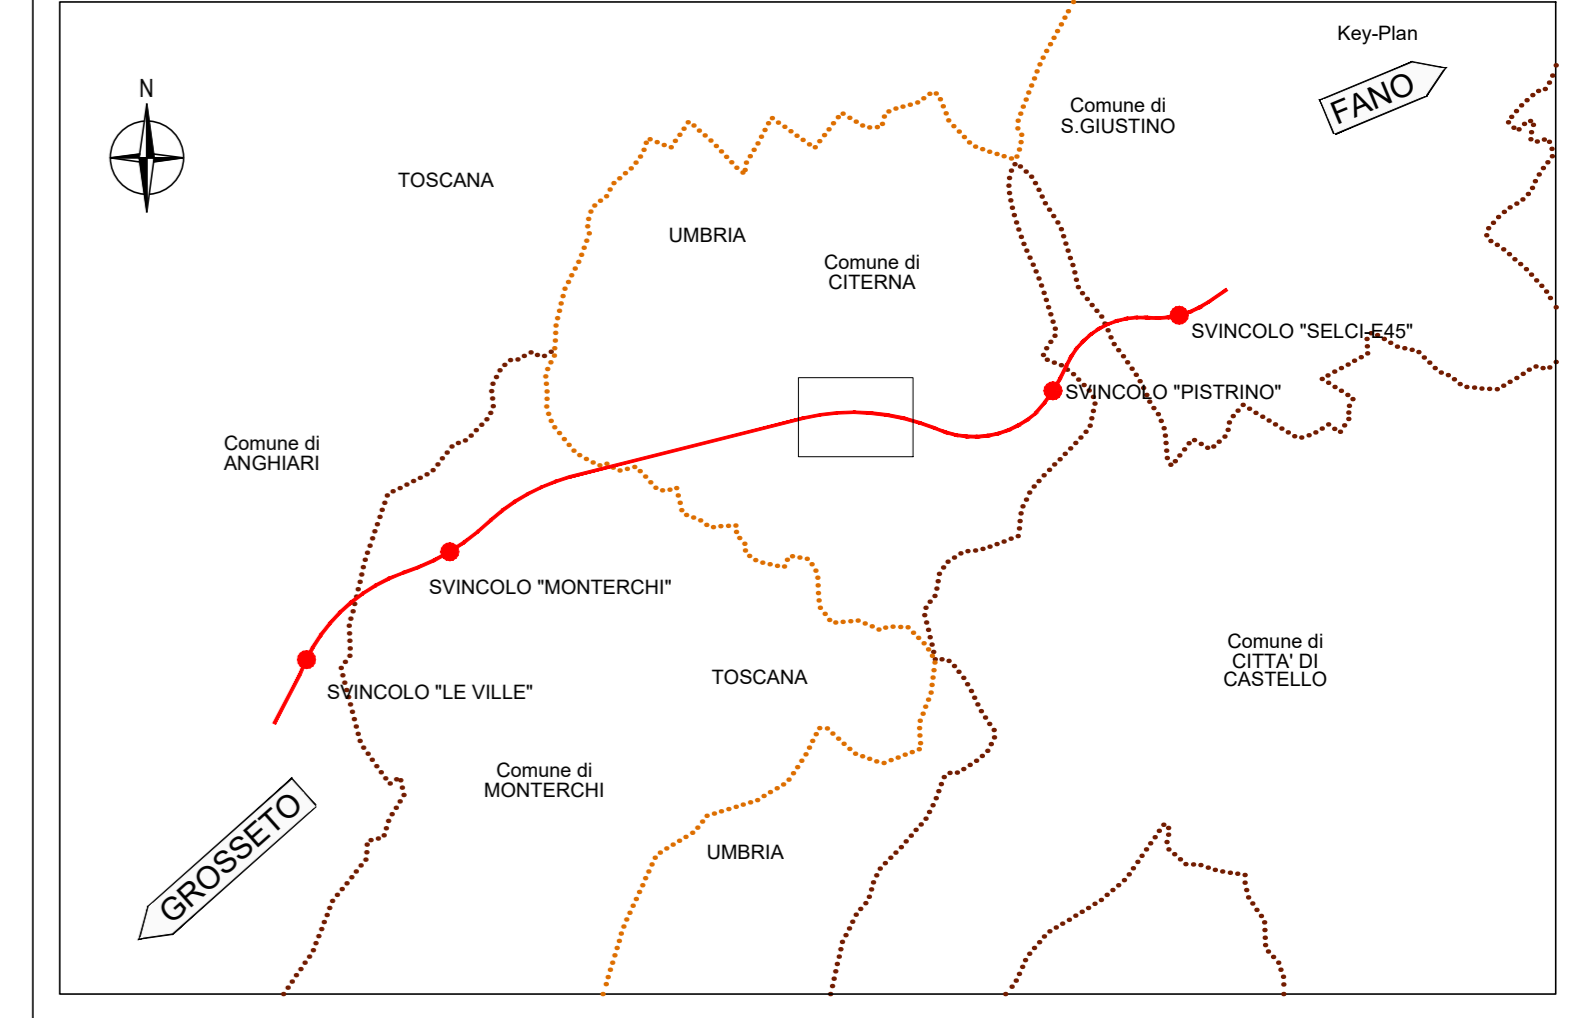 Key-Plan
FANO
N
Comune di
S.GIUSTINO
TOSCANA
UMBRIA
Comune di
CITERNA
SVINCOLO "SELCI-E45"
SVINCOLO "PISTRINO"
Comune di
ANGHIARI
SVINCOLO "MONTERCHI"
Comune di
CITTA' DI
CASTELLO
TOSCANA
SVINCOLO "LE VILLE"
Comune di
MONTERCHI
GROSSETO
UMBRIA